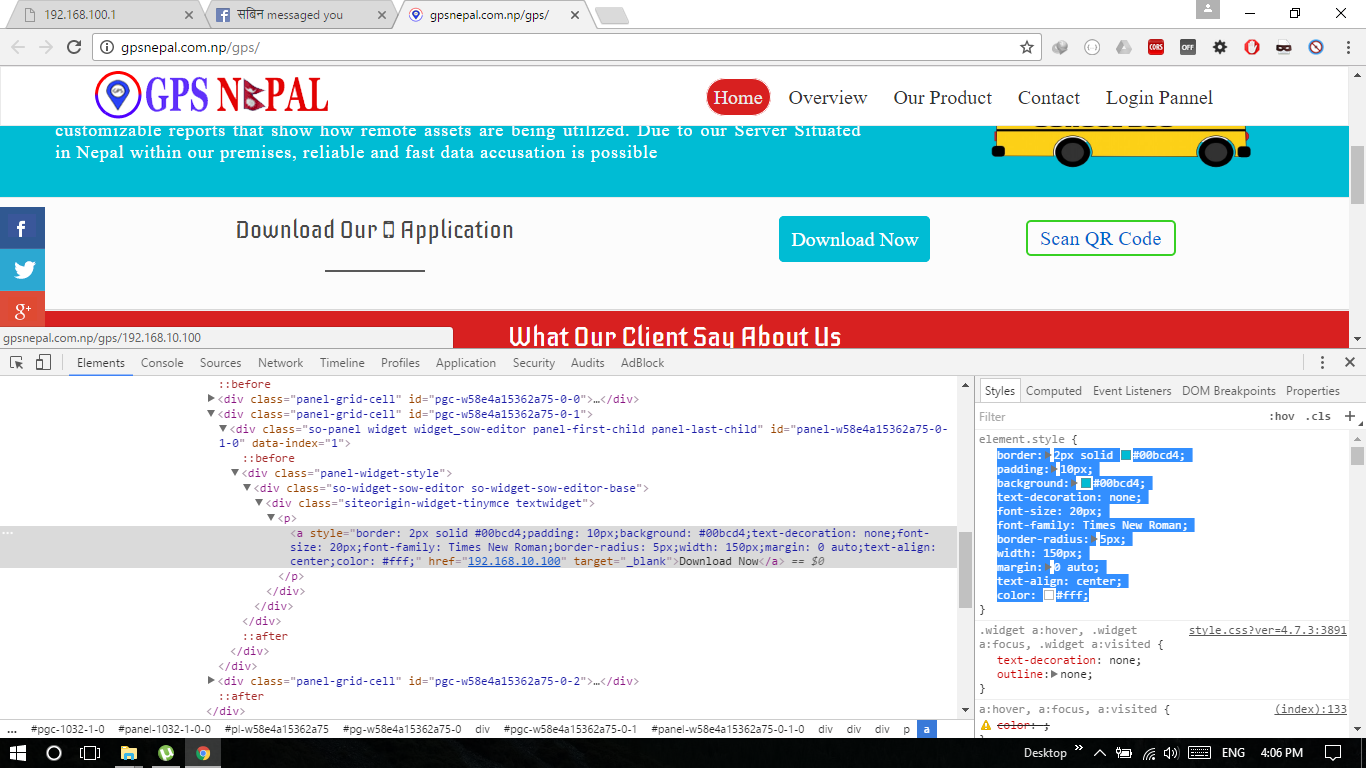 192.168.100.1
सबिन messaged you
gpsnepal.com.np/gps/
gpsnepal.com.np/gps/
CORS
OFF
GPS
GPS NEPAL
Home Overview Our Product Contact Login Pannel
customizable reports that show how remote assets are being utilized. Due to our Server Situated
in Nepal within our premises, reliable and fast data accusation is possible
Download Our Application
Download Now
Scan QR Code
gpsnepal.com.np/gps/192.168.10.100
What Our Client Say About Us
Elements Console Sources Network Timeline Profiles Application Security Audits AdBlock
::before
<div class="panel-grid-cell" id="pgc-w58e4a15362a75-0-0">…</div>
<div class="panel-grid-cell" id="pgc-w58e4a15362a75-0-1">
<div class="so-panel widget widget_sow-editor panel-first-child panel-last-child" id="panel-w58e4a15362a75-0-
1-0" data-index="1">
::before
<div class="panel-widget-style">
<div class="so-widget-sow-editor so-widget-sow-editor-base">
<div class="siteorigin-widget-tinymce textwidget">
<p>
<a style="border: 2px solid #00bcd4;padding: 10px;background: #00bcd4;text-decoration: none;font-
size: 20px;font-family: Times New Roman;border-radius: 5px;width: 150px;margin: 0 auto;text-align:
center;color: #fff;" href="192.168.10.100" target="_blank">Download Now</a> == $0
</p>
</div>
</div>
</div>
::after
</div>
</div>
<div class="panel-grid-cell" id="pgc-w58e4a15362a75-0-2">…</div>
::after
</div>
... #pgc-1032-1-0 #panel-1032-1-0-0 #pl-w58e4a15362a75 #pg-w58e4a15362a75-0 div #pgc-w58e4a15362a75-0-1 #panel-w58e4a15362a75-0-1-0 div div div p a
Styles Computed Event Listeners DOM Breakpoints Properties
Filter :hov .cls +
element.style {
border: 2px solid #00bcd4;
padding: 10px;
background: #00bcd4;
text-decoration: none;
font-size: 20px;
font-family: Times New Roman;
border-radius: 5px;
width: 150px;
margin: 0 auto;
text-align: center;
color: #fff;
}
.widget a:hover, .widget style.css?ver=4.7.3:3891
a:focus, .widget a:visited {
text-decoration: none;
outline: none;
}
a:hover, a:focus, a:visited { (index):133
color: ;
Desktop ENG 4:06 PM